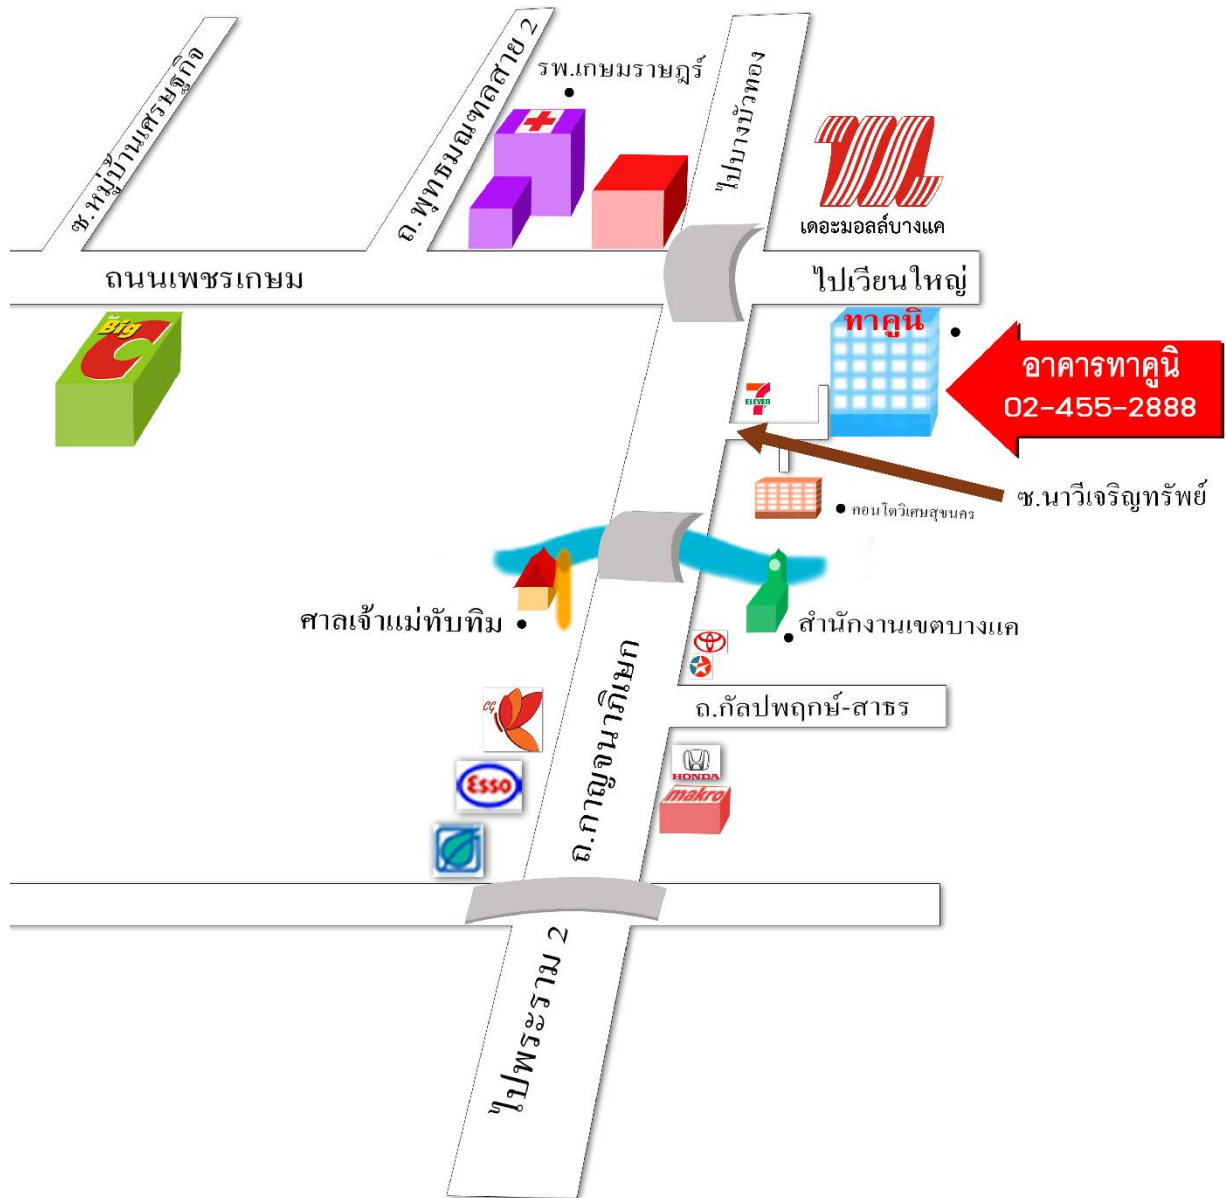 ซ.หมู่บ้านเศรษฐกิจ
ถ.พุทธมณฑลสาย 2
รพ.เกษมราษฎร์
ไปบางบัวทอง
เดอะมอลล์บางแค
ถนนเพชรเกษม
ไปเวียนใหญ่
Big C
ทาคูนิ
อาคารทาคูนิ
02-455-2888
7
ELEVEN
ซ.นาวีเจริญทรัพย์
คอนโดวิเศษสุขนคร
ศาลเจ้าแม่ทับทิม
สำนักงานเขตบางแค
ถ.กัลปพฤกษ์-สาธร
ถ.กาญจนาภิเษก
CG
Esso
HONDA
makro
ไปพระราม 2